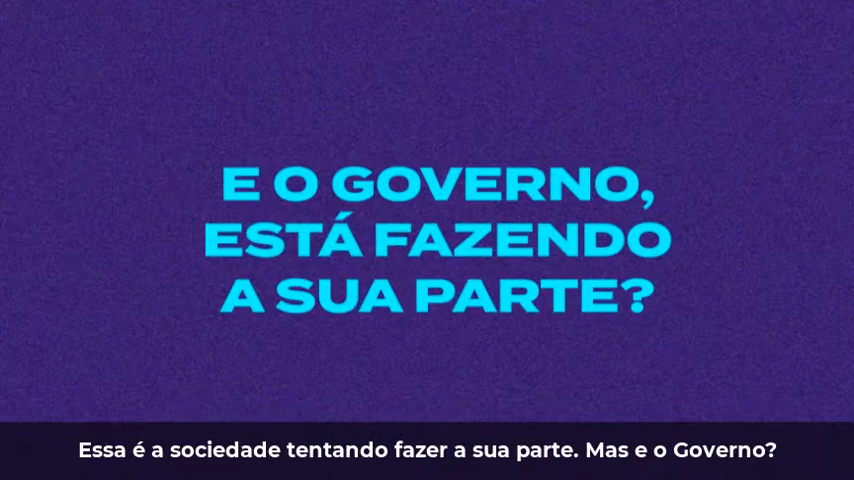 E O GOVERNO,
ESTÁ FAZENDO
A SUA PARTE?
Essa é a sociedade tentando fazer a sua parte. Mas e o Governo?